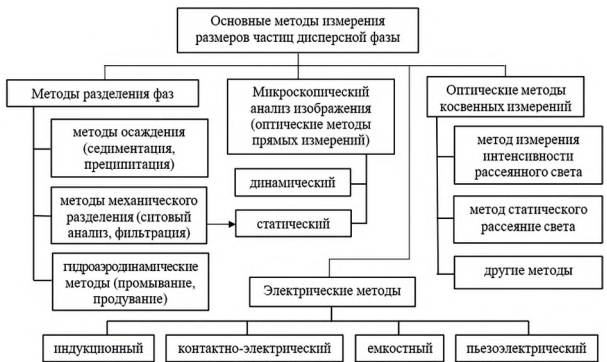 Основные методы измерения
размеров частиц дисперсной фазы
Методы разделения фаз
методы осаждения
(седиментация,
преципитация)
методы механического
разделения (ситовый
анализ, фильтрация)
гидроаэродинамические
методы (промывание,
продувание)
Микроскопический
анализ изображения
(оптические методы
прямых измерений)
динамический
статический
Оптические методы
косвенных измерений
метод измерения
интенсивности
рассеянного света
метод статического
рассеяние света
другие методы
Электрические методы
индукционный
контактно-электрический
емкостный
пьезоэлектрический